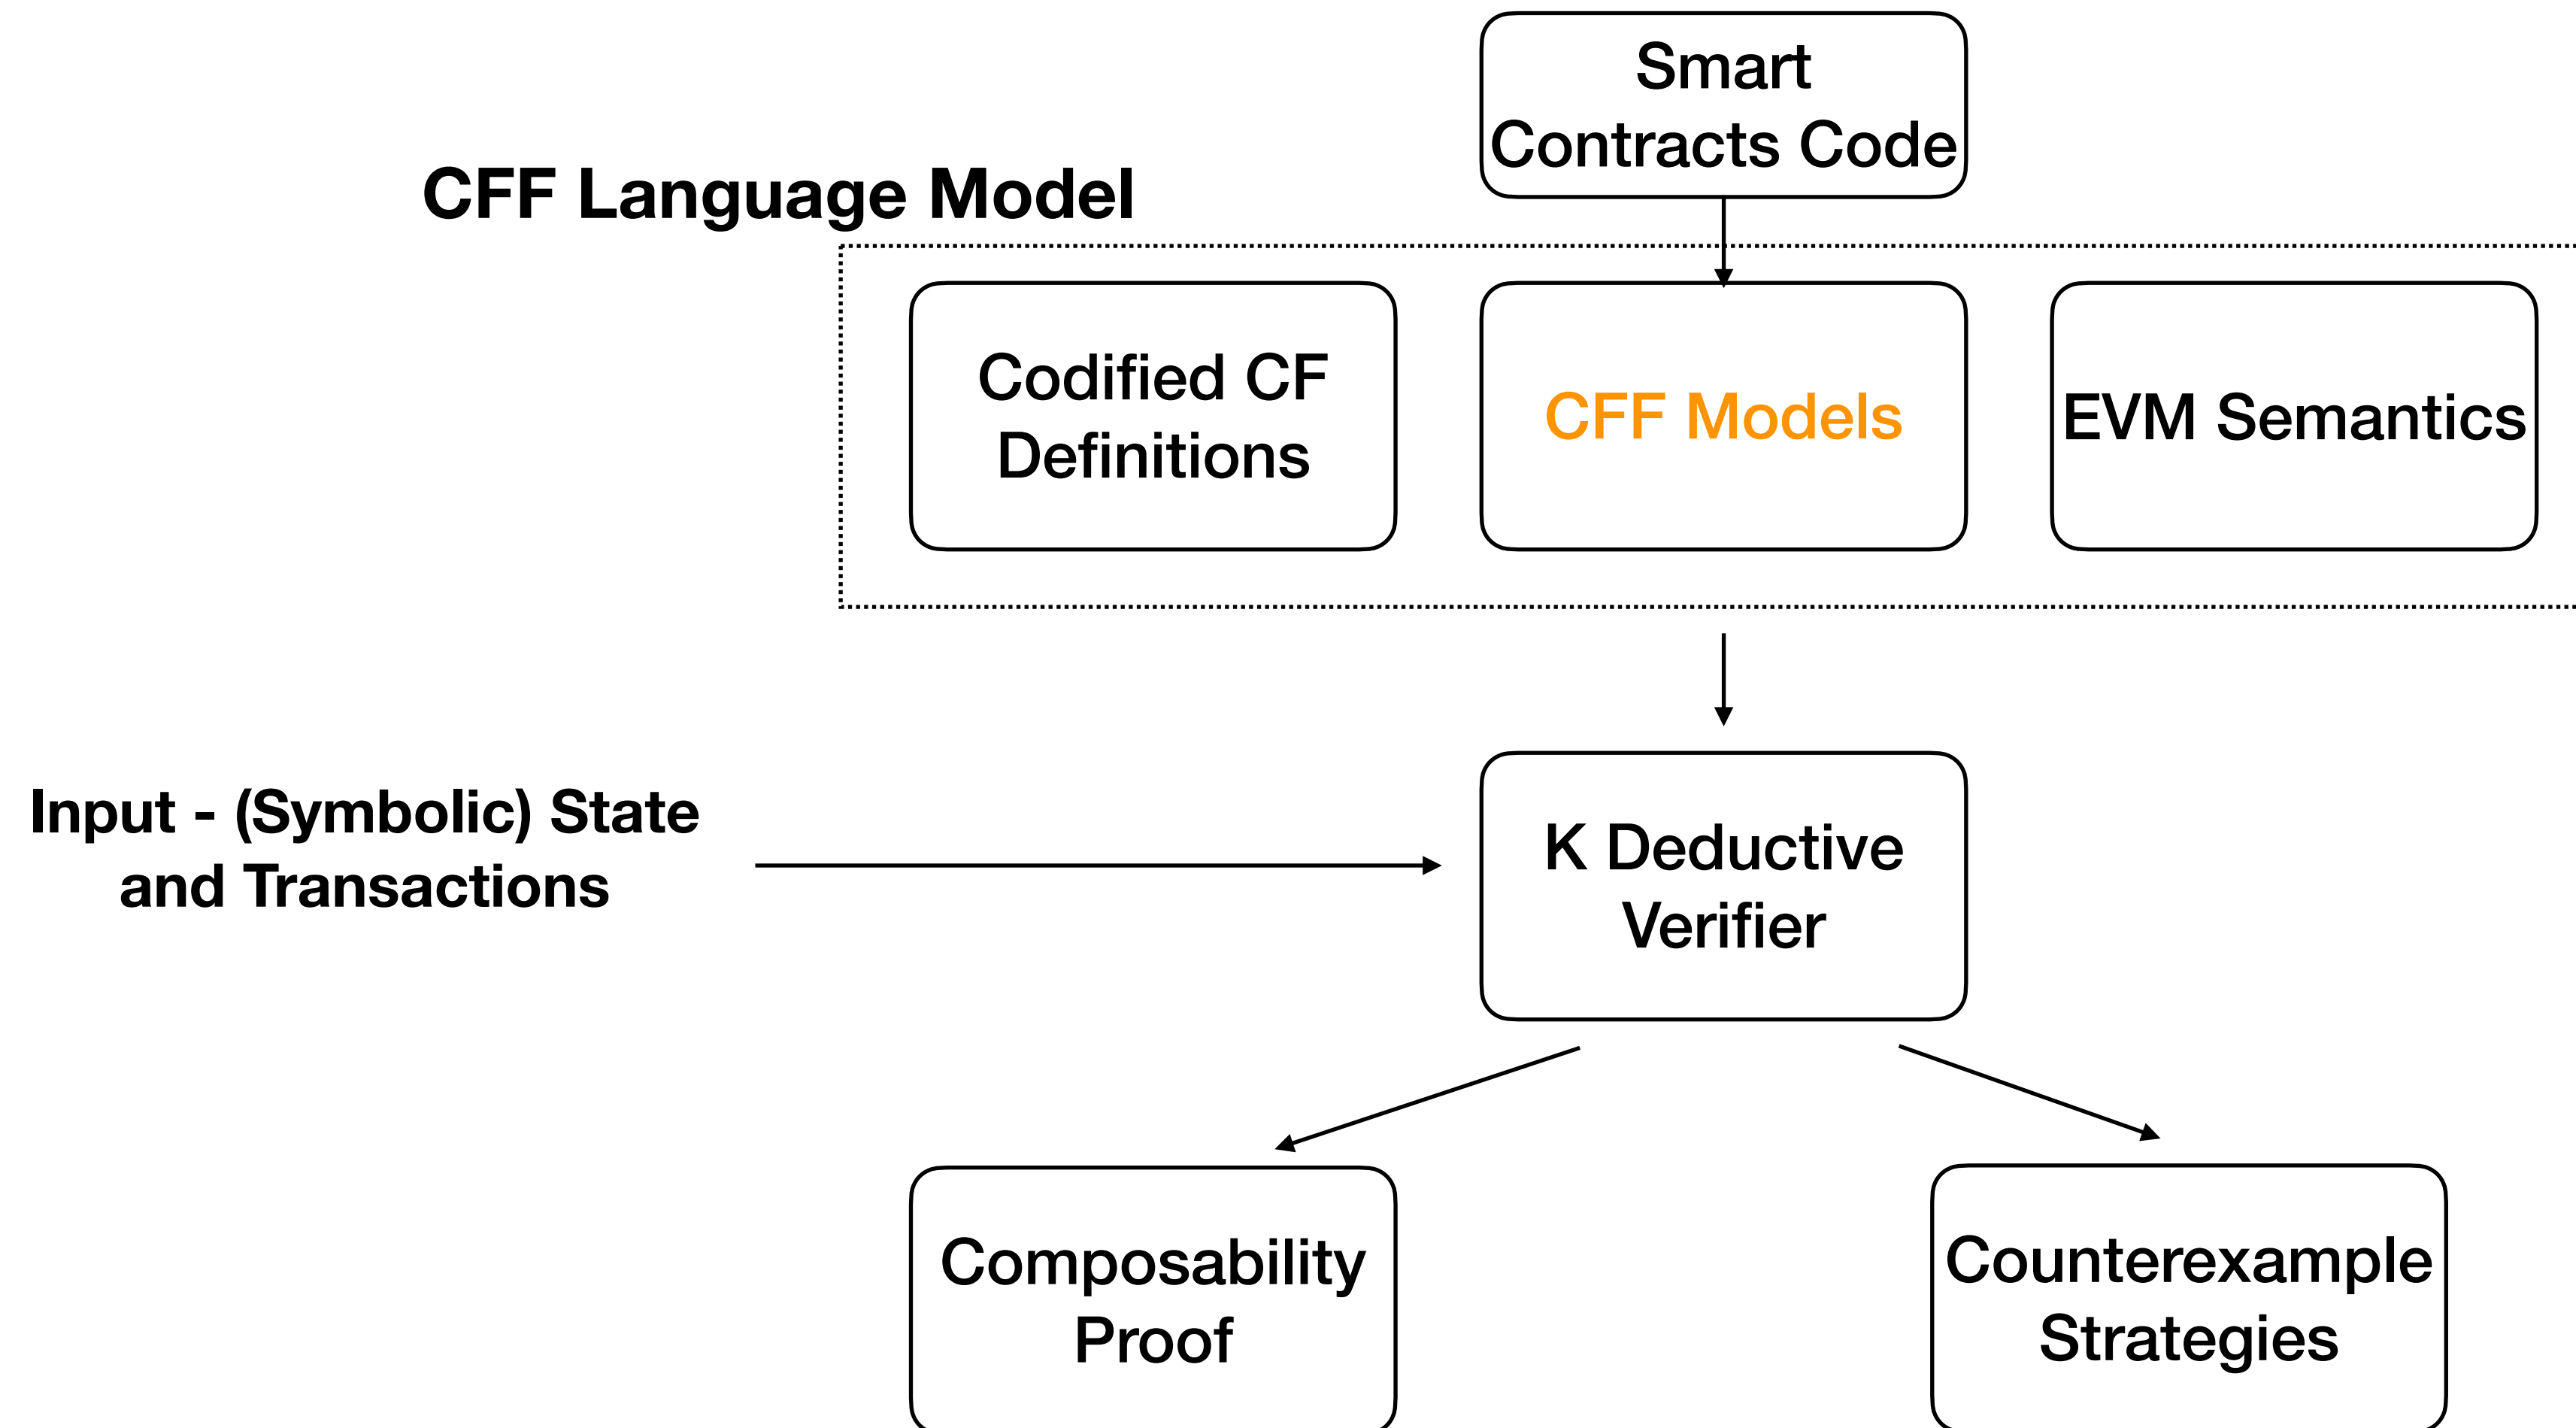 Smart
Contracts Code
CFF Language Model
Codified CF
Definitions
CFF Models
EVM Semantics
Input - (Symbolic) State
and Transactions
K Deductive
Verifier
Composability
Proof
Counterexample
Strategies